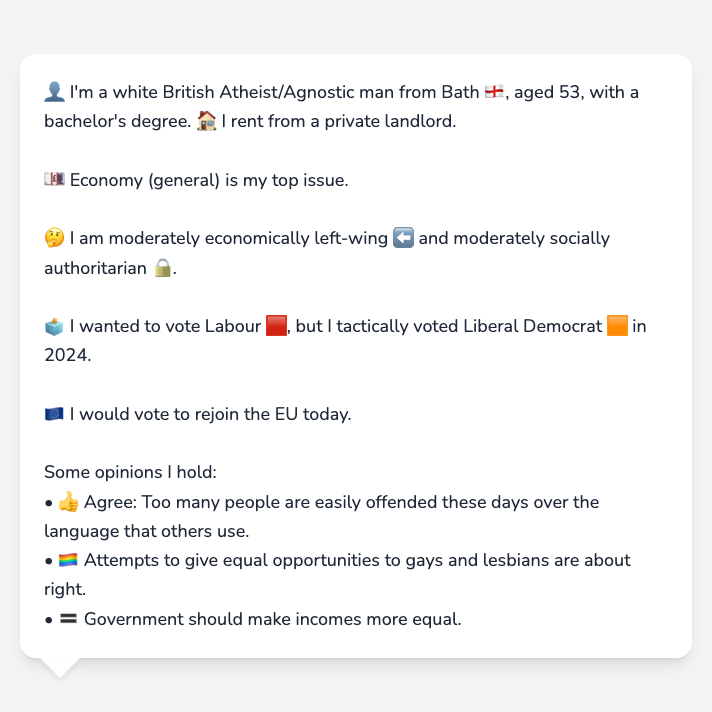 👤 I'm a white British Atheist/Agnostic man from Bath 🏴󠁧󠁢󠁥󠁮󠁧󠁿, aged 53, with a
bachelor's degree. 🏠 I rent from a private landlord.
💷 Economy (general) is my top issue.
🤔 I am moderately economically left-wing ⬅️ and moderately socially
authoritarian 🔒.
🗳️ I wanted to vote Labour 🟥, but I tactically voted Liberal Democrat 🟧 in
2024.
🇪🇺 I would vote to rejoin the EU today.
Some opinions I hold:
• 👍 Agree: Too many people are easily offended these days over the
language that others use.
• 🏳️‍🌈 Attempts to give equal opportunities to gays and lesbians are about
right.
• 🟰 Government should make incomes more equal.